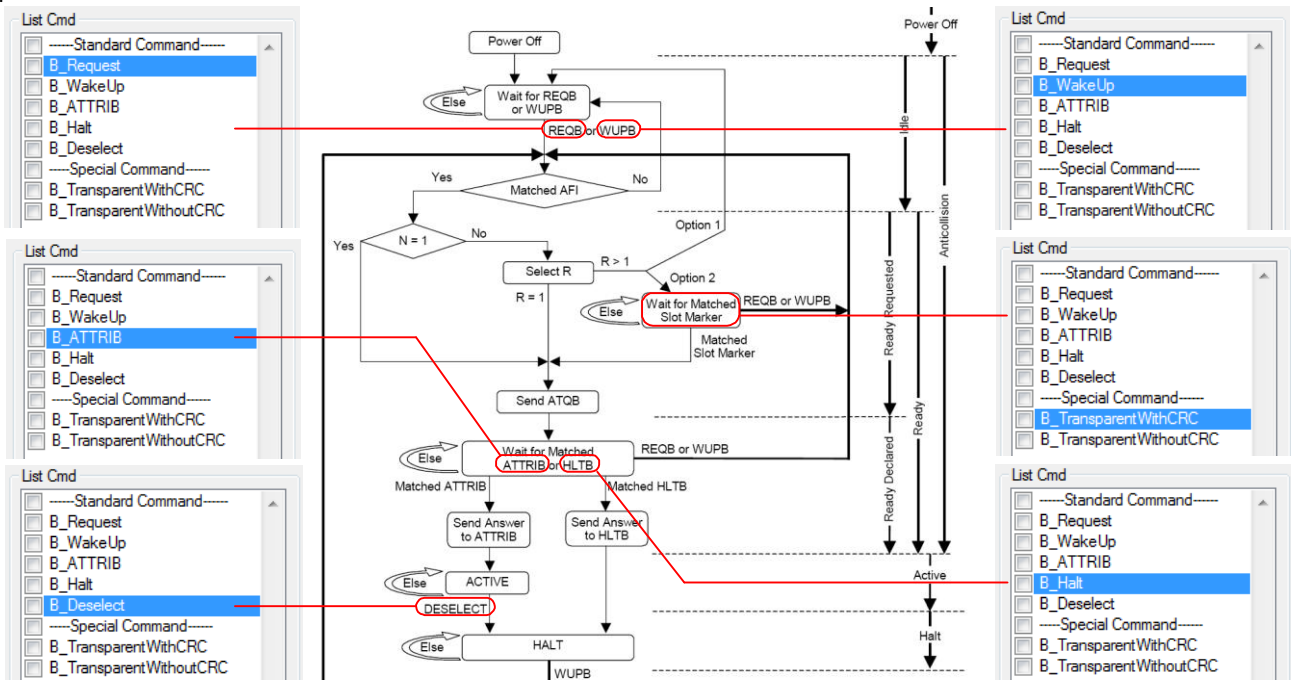 List Cmd
------Standard Command------
B_Request
B_WakeUp
B_ATTRIB
B_Halt
B_Deselect
-----Special Command-----
B_TransparentWithCRC
B_TransparentWithoutCRC
List Cmd
------Standard Command------
B_Request
B_WakeUp
B_ATTRIB
B_Halt
B_Deselect
-----Special Command-----
B_TransparentWithCRC
B_TransparentWithoutCRC
List Cmd
------Standard Command------
B_Request
B_WakeUp
B_ATTRIB
B_Halt
B_Deselect
-----Special Command-----
B_TransparentWithCRC
B_TransparentWithoutCRC
Power Off
Else
Wait for REQB
or WUPB
REQB or WUPB
Yes
Matched AFI
No
Yes
N = 1
No
Option 1
Select R
R > 1
Option 2
R = 1
Else
Wait for Matched
Slot Marker
REQB or WUPB
Matched
Slot Marker
Send ATQB
Else
Wait for Matched
ATTRIB or HLTB
REQB or WUPB
Matched ATTRIB
Matched HLTB
Send Answer
to ATTRIB
Send Answer
to HLTB
Else
ACTIVE
DESELECT
Else
HALT
WUPB
Power Off
Idle
Anticollision
Ready Requested
Ready
Ready Declared
Active
Halt
List Cmd
------Standard Command------
B_Request
B_WakeUp
B_ATTRIB
B_Halt
B_Deselect
-----Special Command-----
B_TransparentWithCRC
B_TransparentWithoutCRC
List Cmd
------Standard Command------
B_Request
B_WakeUp
B_ATTRIB
B_Halt
B_Deselect
-----Special Command-----
B_TransparentWithCRC
B_TransparentWithoutCRC
List Cmd
------Standard Command------
B_Request
B_WakeUp
B_ATTRIB
B_Halt
B_Deselect
-----Special Command-----
B_TransparentWithCRC
B_TransparentWithoutCRC